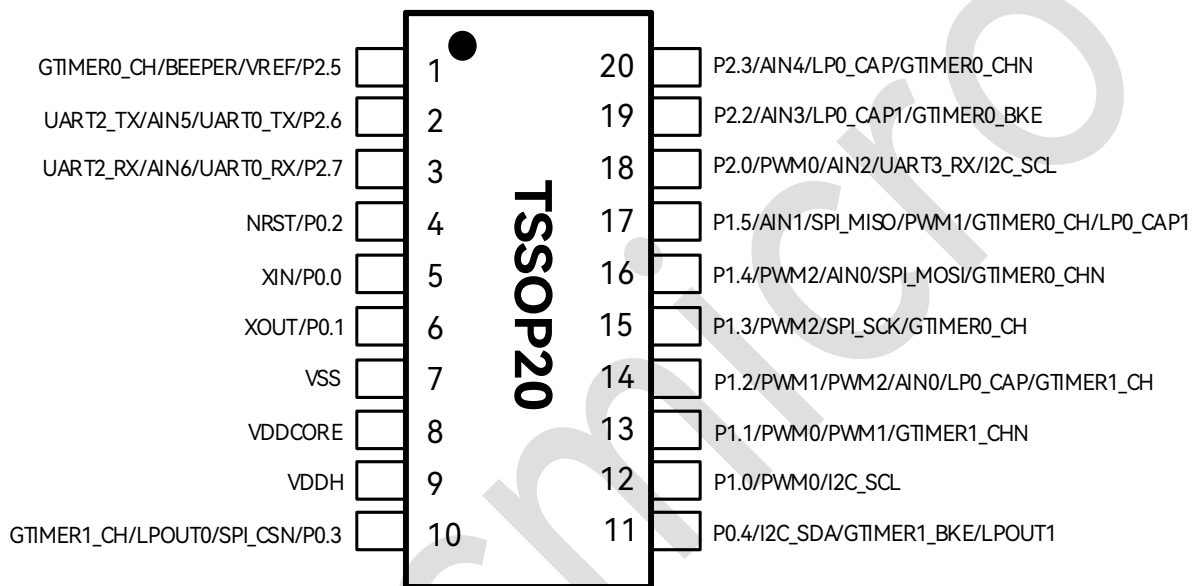 GTIMER0_CH/BEEPER/VREF/P2.5 1 20 P2.3/AIN4/LP0_CAP/GTIMER0_CHN
UART2_TX/AIN5/UART0_TX/P2.6 2 19 P2.2/AIN3/LP0_CAP1/GTIMER0_BKE
UART2_RX/AIN6/UART0_RX/P2.7 3 18 P2.0/PWM0/AIN2/UART3_RX/I2C_SCL
NRST/P0.2 4 17 P1.5/AIN1/SPI_MISO/PWM1/GTIMER0_CH/LP0_CAP1
XIN/P0.0 5 16 P1.4/PWM2/AIN0/SPI_MOSI/GTIMER0_CHN
XOUT/P0.1 6 15 P1.3/PWM2/SPI_SCK/GTIMER0_CH
VSS 7 14 P1.2/PWM1/PWM2/AIN0/LP0_CAP/GTIMER1_CH
VDDCORE 8 13 P1.1/PWM0/PWM1/GTIMER1_CHN
VDDH 9 12 P1.0/PWM0/I2C_SCL
GTIMER1_CH/LPOUT0/SPI_CSN/P0.3 10 11 P0.4/I2C_SDA/GTIMER1_BKE/LPOUT1
TSSOP20
cmicro